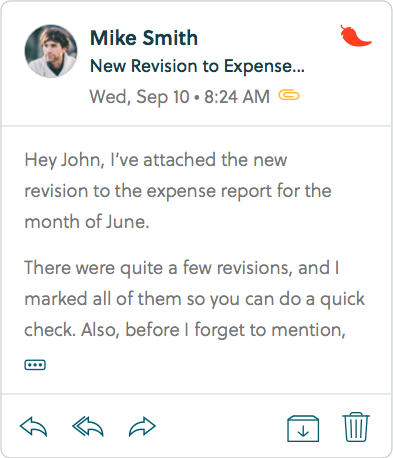 Mike Smith
New Revision to Expense...
Wed, Sep 10 • 8:24 AM
Hey John, I’ve attached the new
revision to the expense report for the
month of June.
There were quite a few revisions, and I
marked all of them so you can do a quick
check. Also, before I forget to mention,